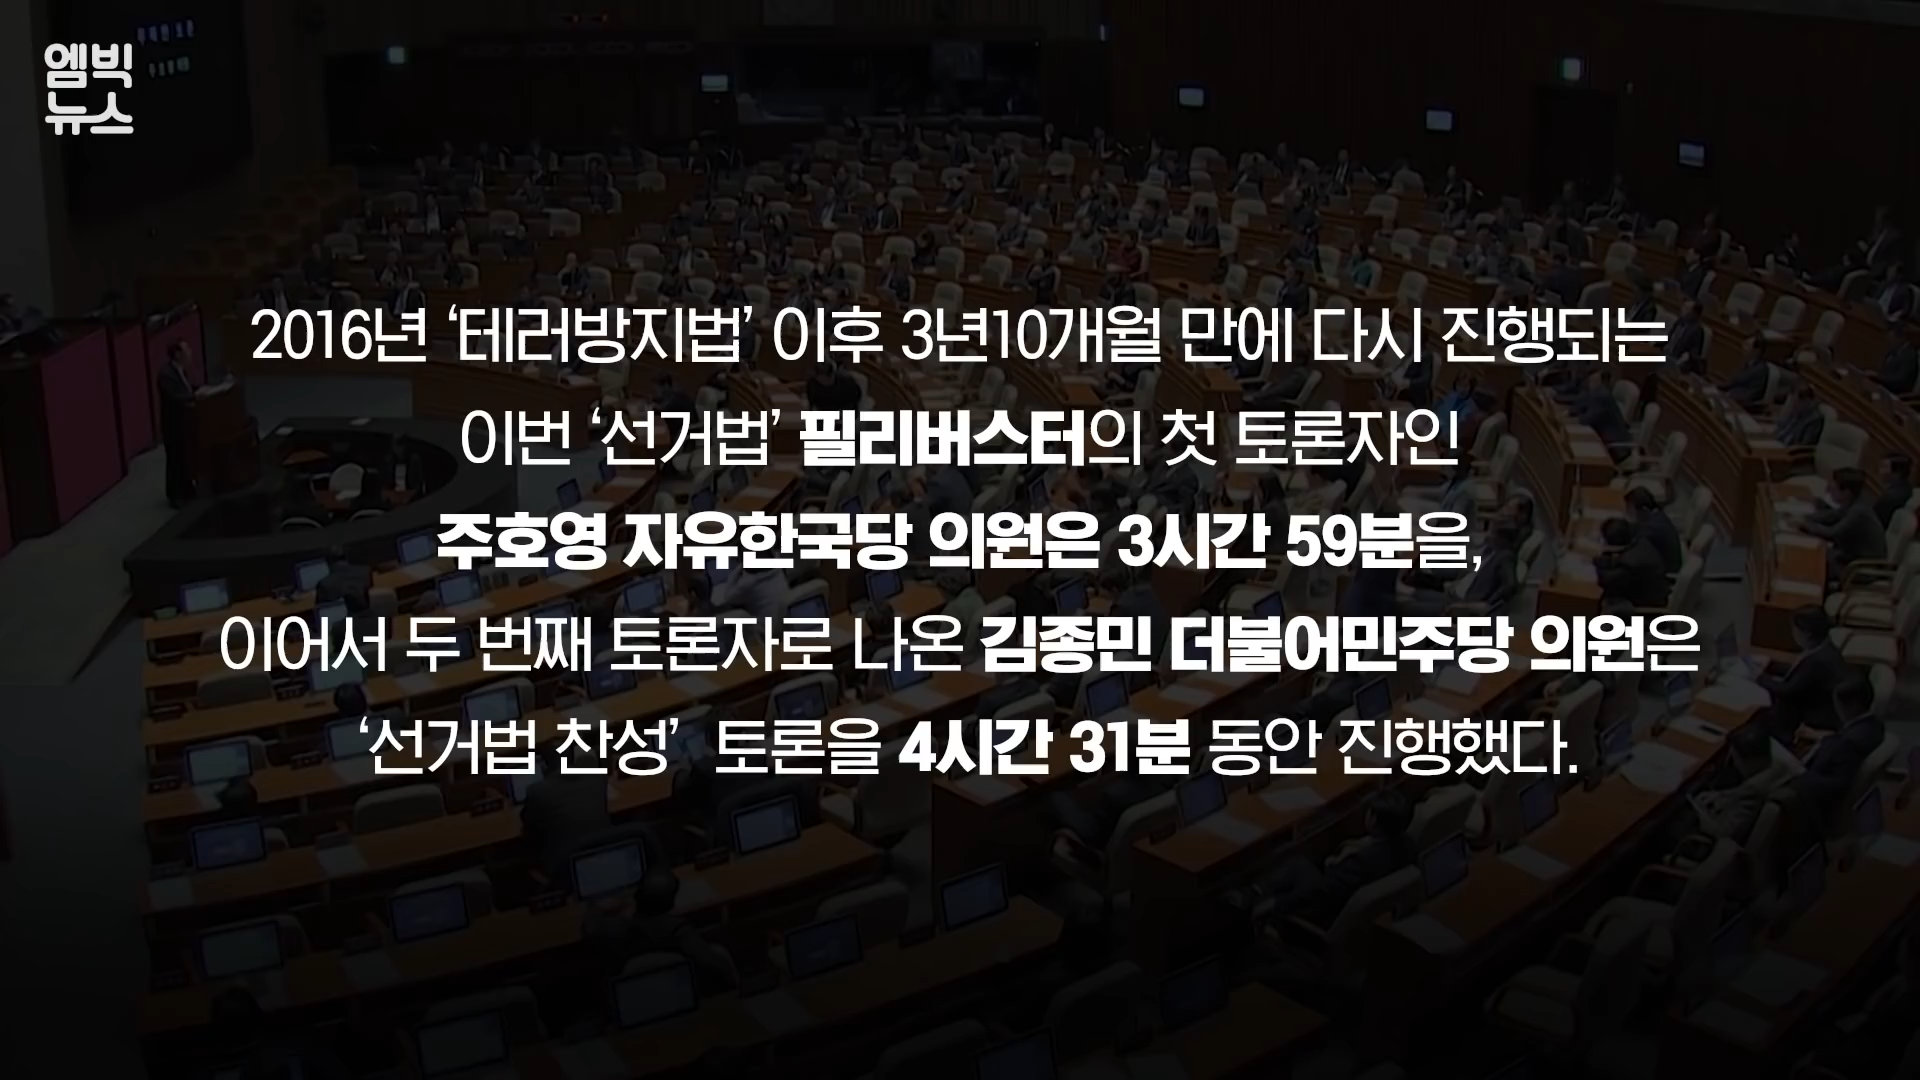 엠빅
뉴스
2016년 ‘테러방지법’ 이후 3년10개월 만에 다시 진행되는
이번 ‘선거법’ 필리버스터의 첫 토론자인
주호영 자유한국당 의원은 3시간 59분을,
이어서 두 번째 토론자로 나온 김종민 더불어민주당 의원은
‘선거법 찬성’ 토론을 4시간 31분 동안 진행했다.